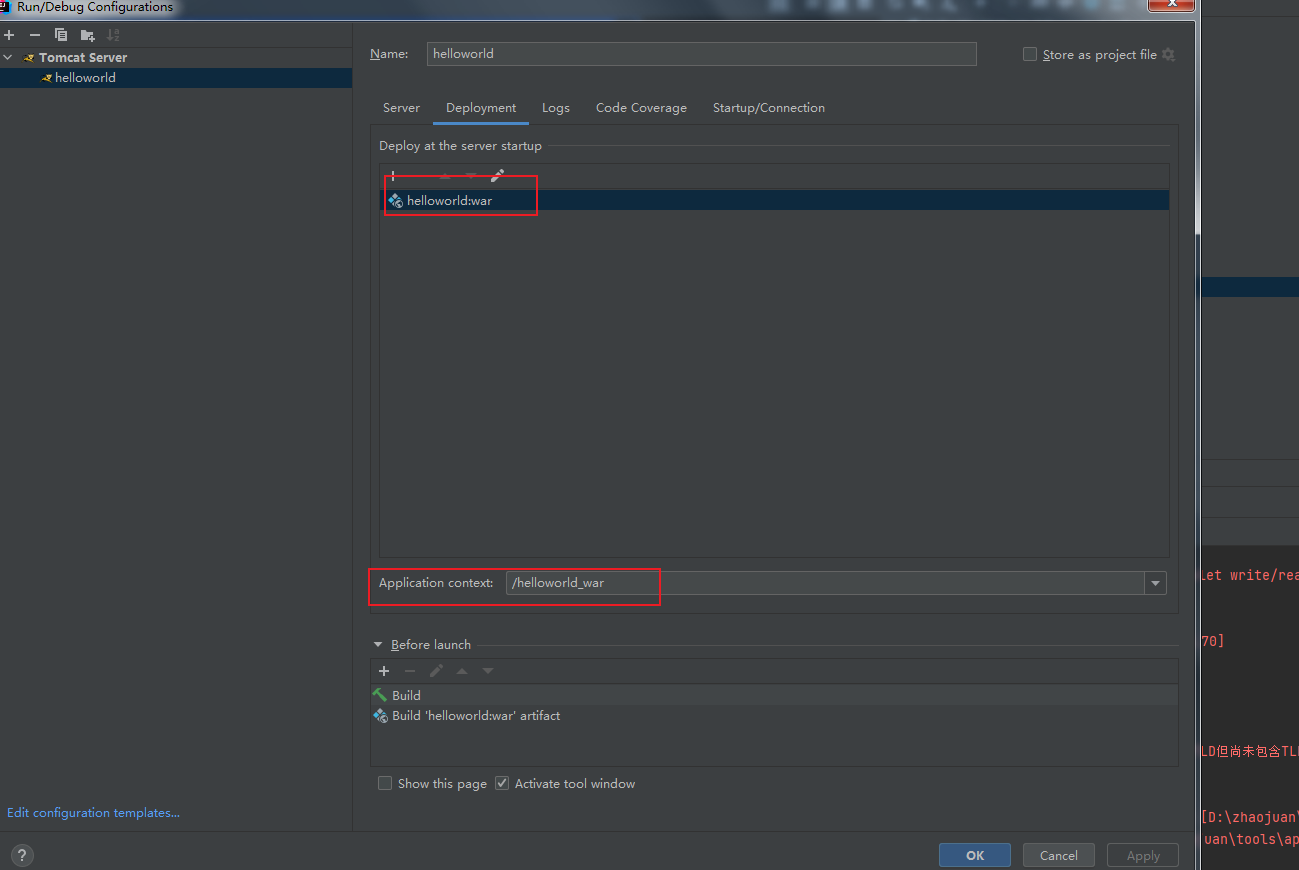 Run/Debug Configurations
Tomcat Server
helloworld
Name: helloworld
Store as project file
Server Deployment Logs Code Coverage Startup/Connection
Deploy at the server startup
helloworld:war
Application context: /helloworld_war
Before launch
Build
Build 'helloworld:war' artifact
Show this page Activate tool window
Edit configuration templates...
? OK Cancel Apply
let write/rea
70]
LD但尚未包含TL
[D:\zhaojuan\
uan\tools\ap